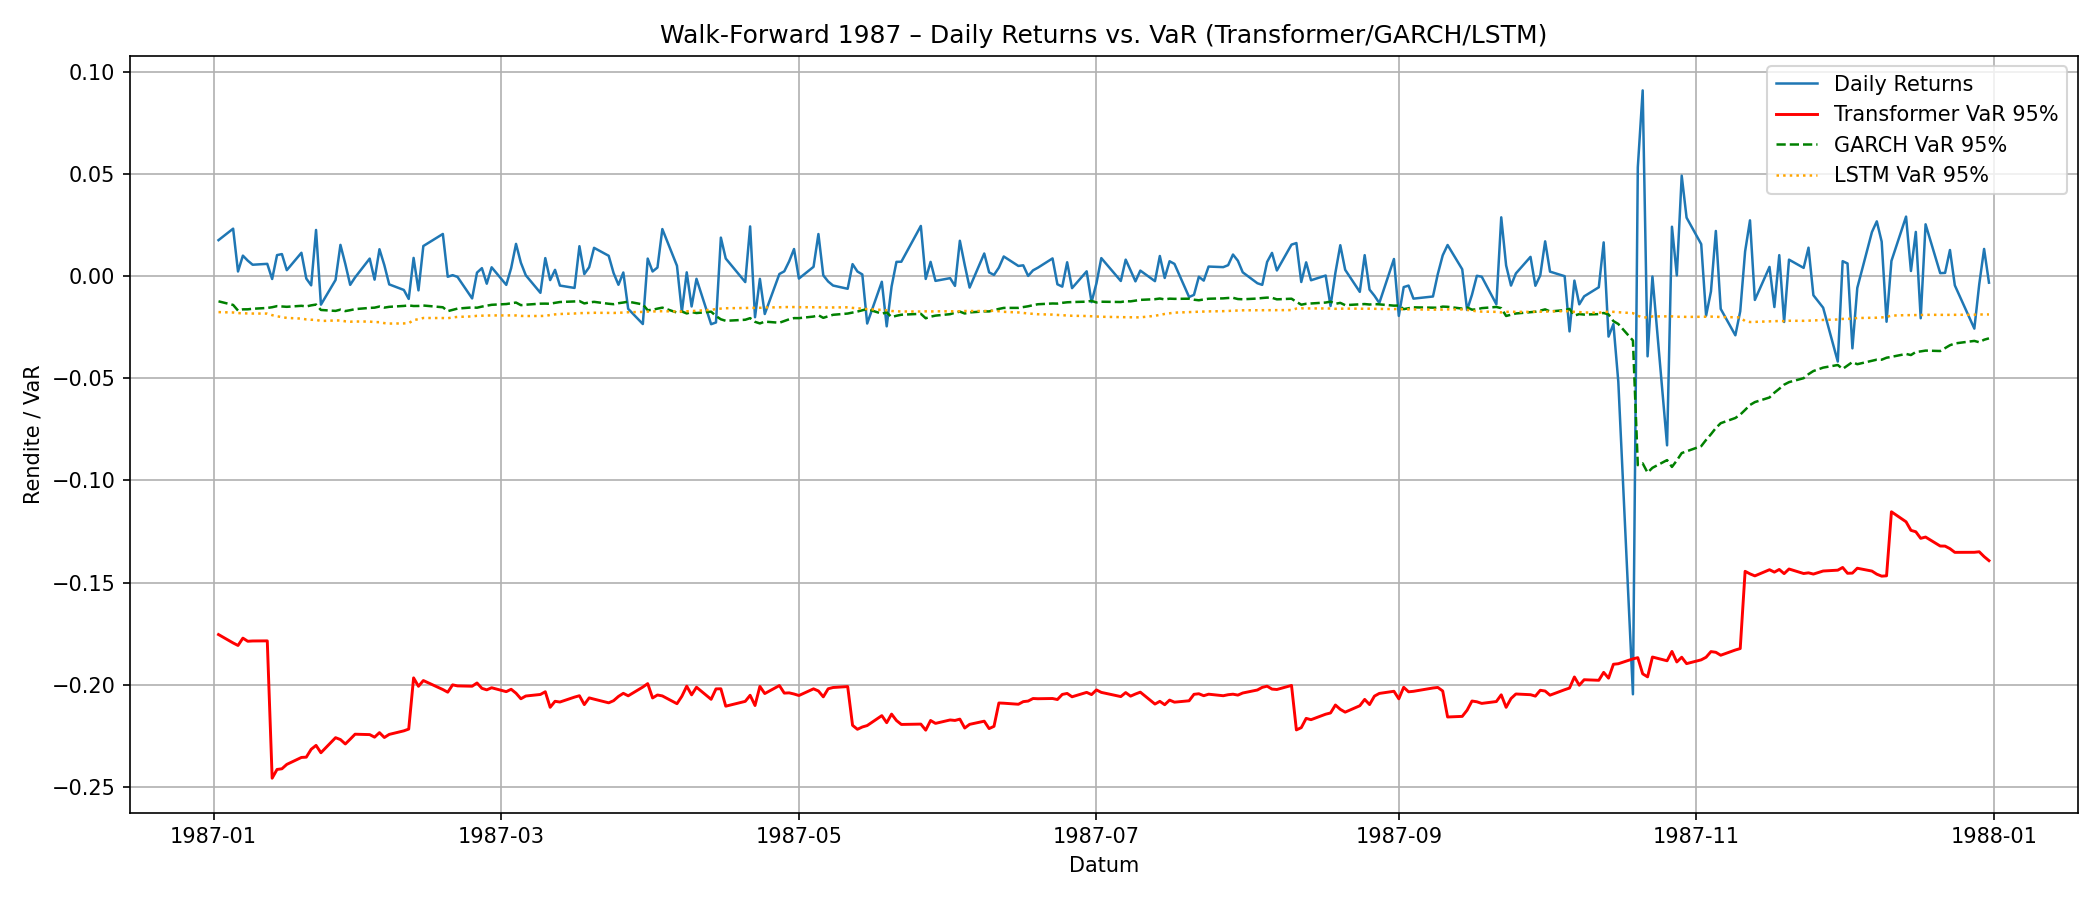 Walk-Forward 1987 – Daily Returns vs. VaR (Transformer/GARCH/LSTM)
Daily Returns
Transformer VaR 95%
GARCH VaR 95%
LSTM VaR 95%
Rendite / VaR
0.10
0.05
0.00
−0.05
−0.10
−0.15
−0.20
−0.25
1987-01
1987-03
1987-05
1987-07
1987-09
1987-11
1988-01
Datum